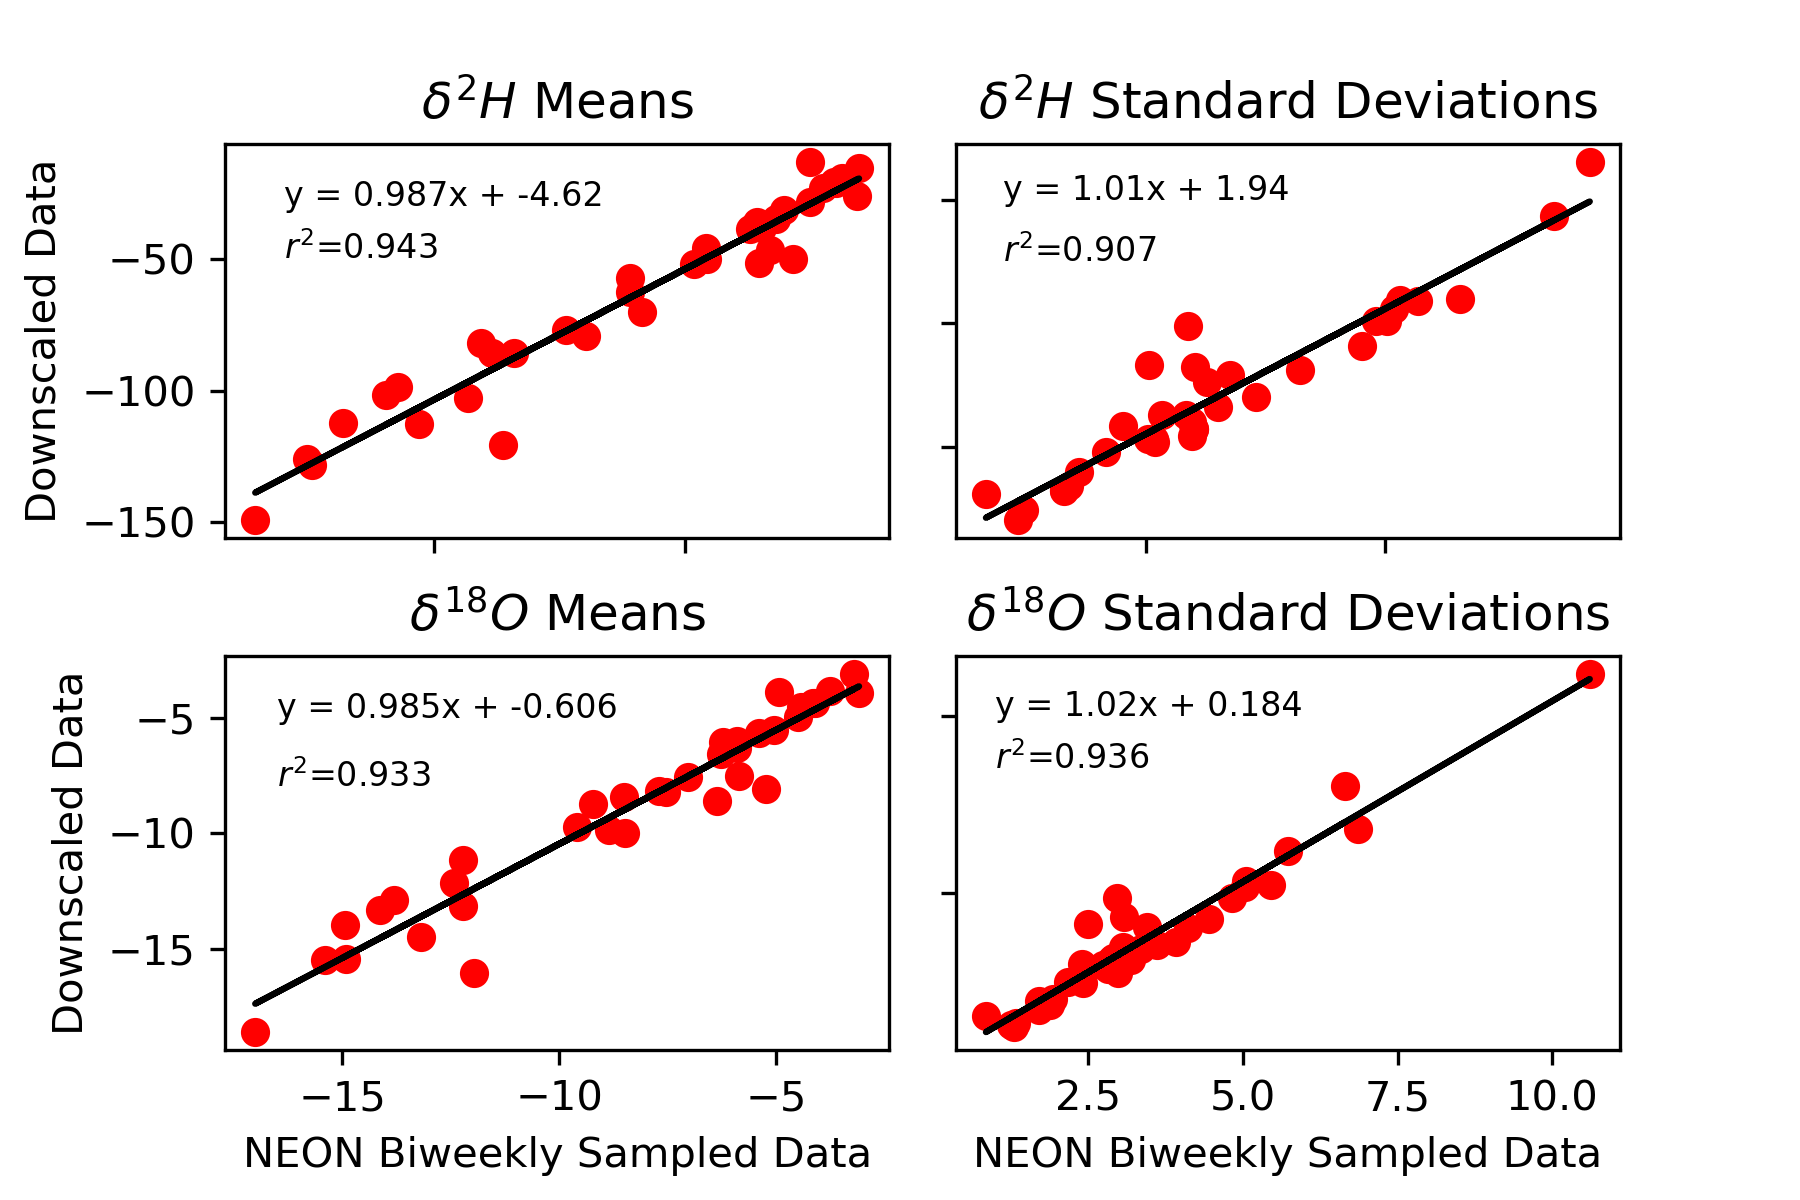 δ²H Means
δ²H Standard Deviations
y = 0.987x + -4.62
r²=0.943
y = 1.01x + 1.94
r²=0.907
Downscaled Data
−50
−100
−150
δ¹⁸O Means
δ¹⁸O Standard Deviations
y = 0.985x + -0.606
r²=0.933
y = 1.02x + 0.184
r²=0.936
Downscaled Data
−5
−10
−15
−15 −10 −5
2.5 5.0 7.5 10.0
NEON Biweekly Sampled Data
NEON Biweekly Sampled Data